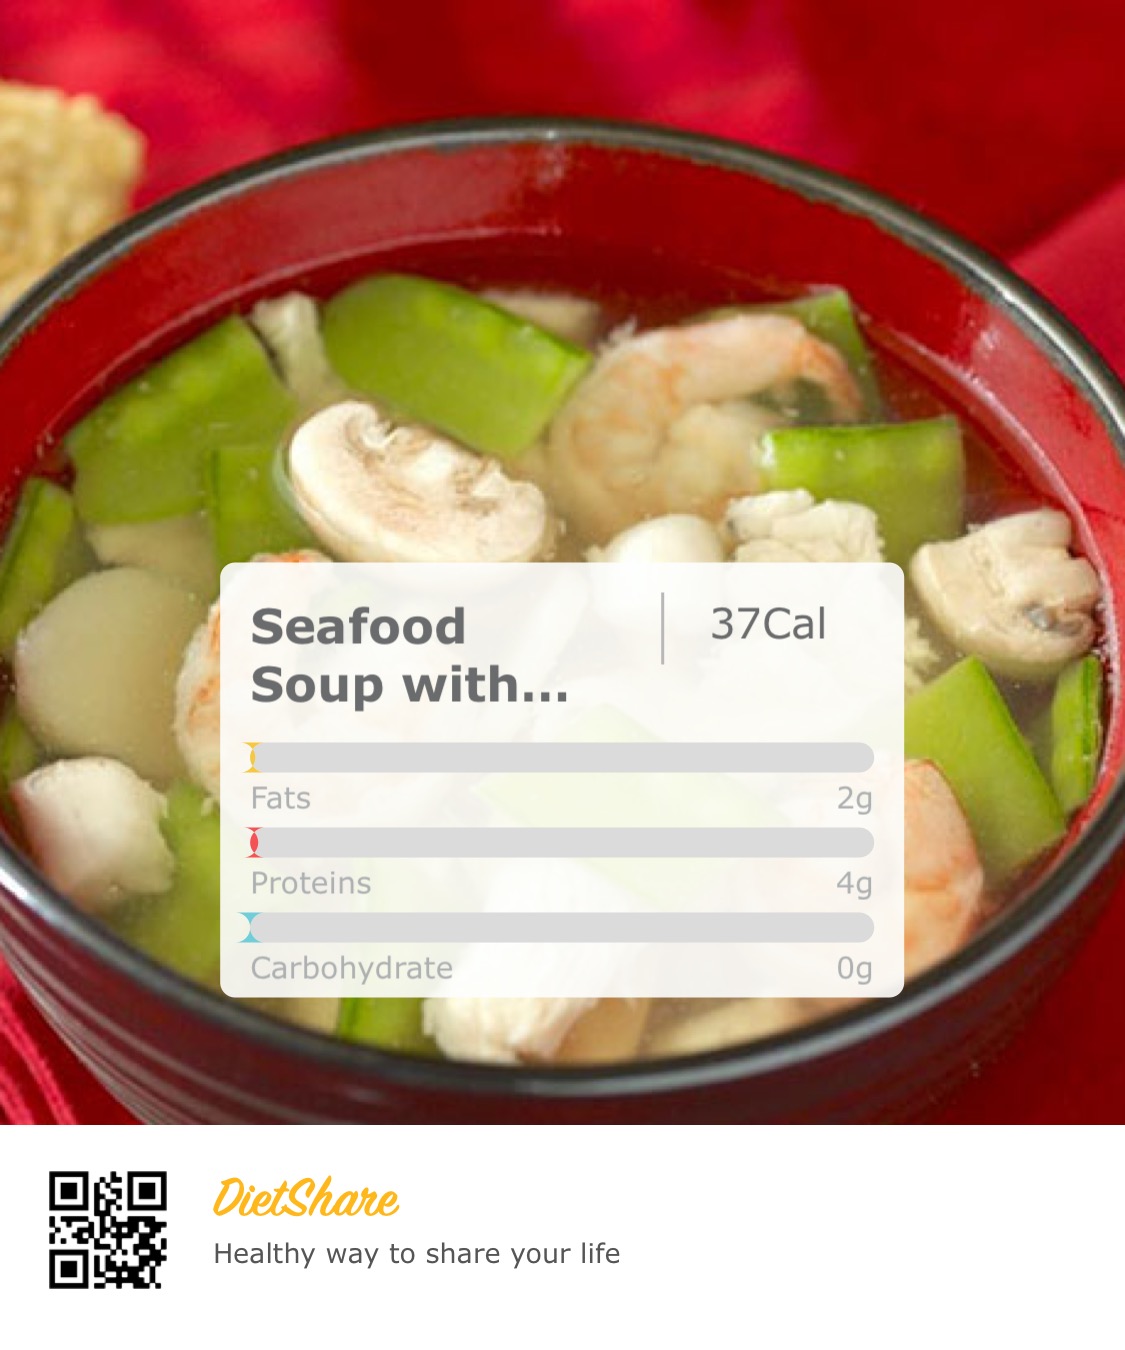 Seafood
Soup with...
37Cal
Fats 2g
Proteins 4g
Carbohydrate 0g
DietShare
Healthy way to share your life